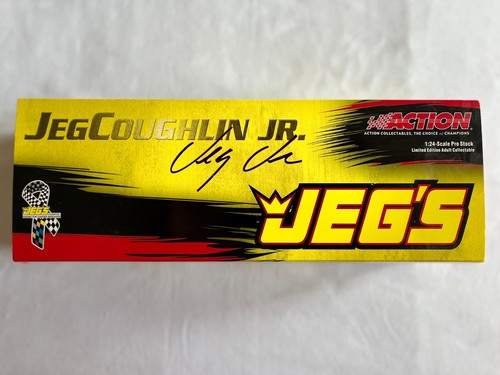 JEGCOUGHLIN JR.
ACTION
ACTION COLLECTABLES, THE CHOICE of CHAMPIONS
1:24-Scale Pro Stock
Limited Edition Adult Collectable
JEG'S
JEG'S